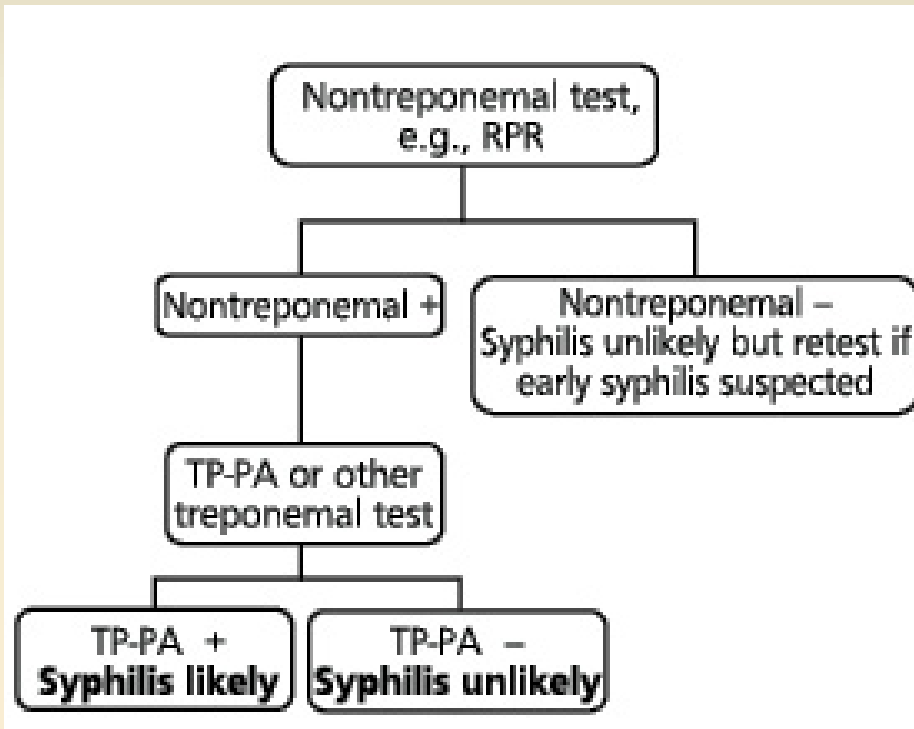 Nontreponemal test,
e.g., RPR
Nontreponemal +
Nontreponemal –
Syphilis unlikely but retest if
early syphilis suspected
TP-PA or other
treponemal test
TP-PA +
Syphilis likely
TP-PA –
Syphilis unlikely